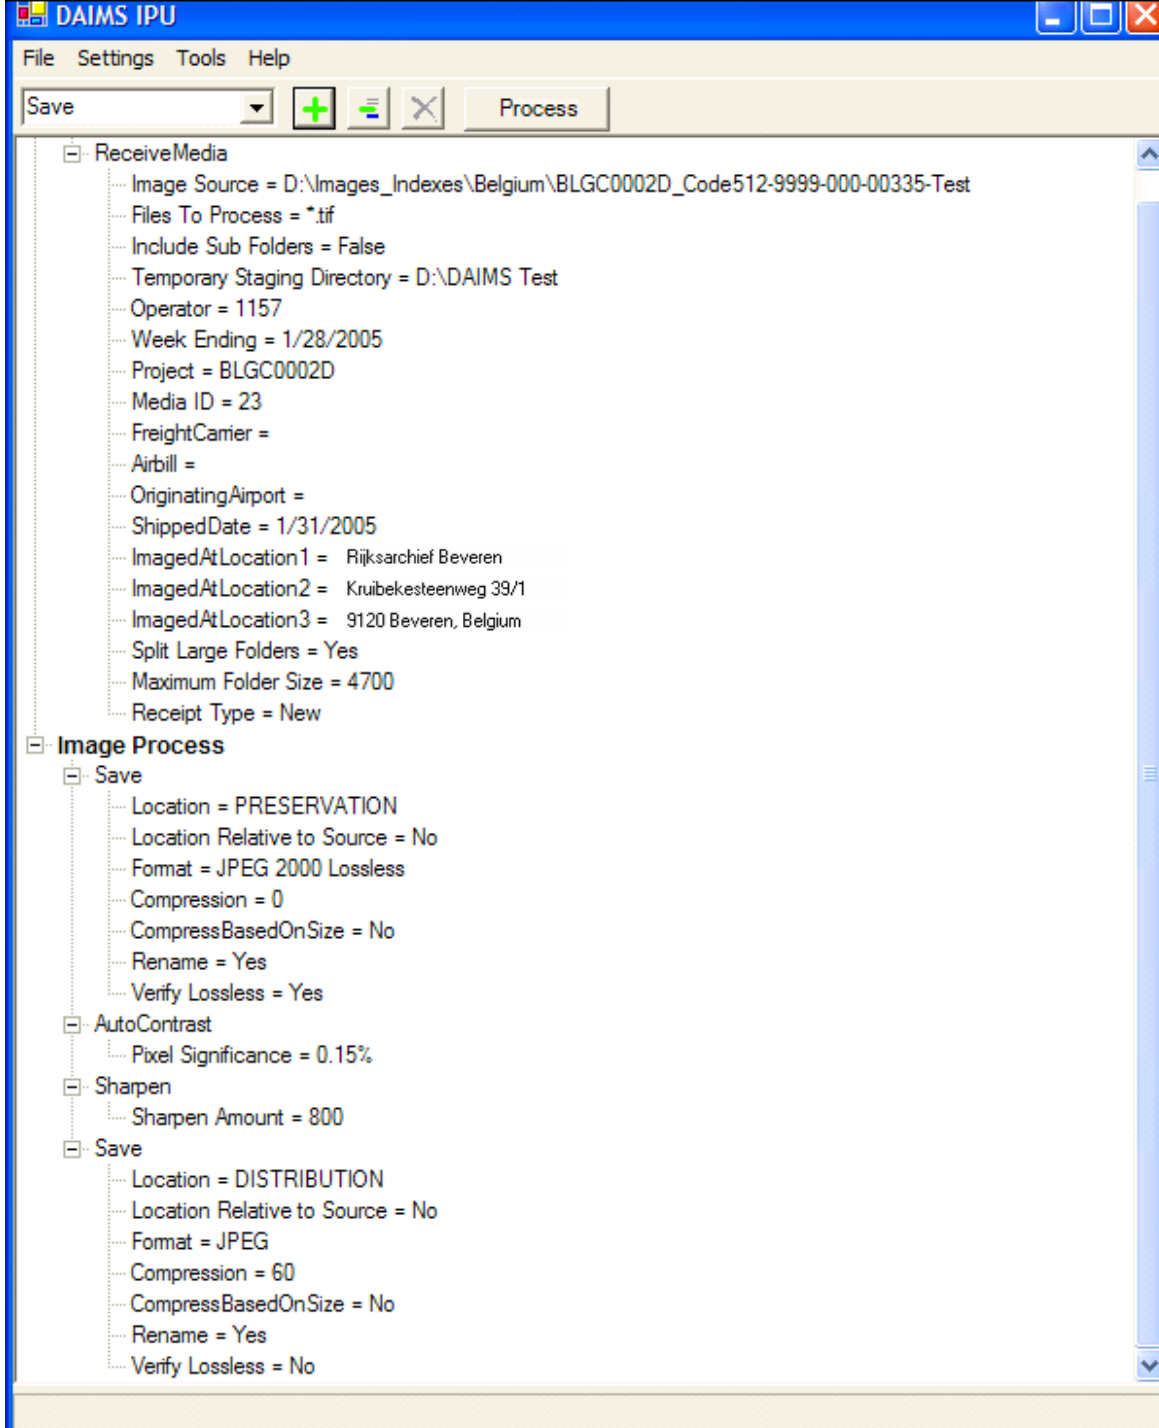 DAIMS IPU
File Settings Tools Help
Save Process
ReceiveMedia
Image Source = D:\Images_Indexes\Belgium\BLGC0002D_Code512-9999-000-00335-Test
Files To Process = *.tif
Include Sub Folders = False
Temporary Staging Directory = D:\DAIMS Test
Operator = 1157
Week Ending = 1/28/2005
Project = BLGC0002D
Media ID = 23
FreightCarrier =
Airbill =
OriginatingAirport =
ShippedDate = 1/31/2005
ImagedAtLocation1 = Rijksarchief Beveren
ImagedAtLocation2 = Kruibekesteenweg 39/1
ImagedAtLocation3 = 9120 Beveren, Belgium
Split Large Folders = Yes
Maximum Folder Size = 4700
Receipt Type = New
Image Process
Save
Location = PRESERVATION
Location Relative to Source = No
Format = JPEG 2000 Lossless
Compression = 0
CompressBasedOnSize = No
Rename = Yes
Verify Lossless = Yes
AutoContrast
Pixel Significance = 0.15%
Sharpen
Sharpen Amount = 800
Save
Location = DISTRIBUTION
Location Relative to Source = No
Format = JPEG
Compression = 60
CompressBasedOnSize = No
Rename = Yes
Verify Lossless = No